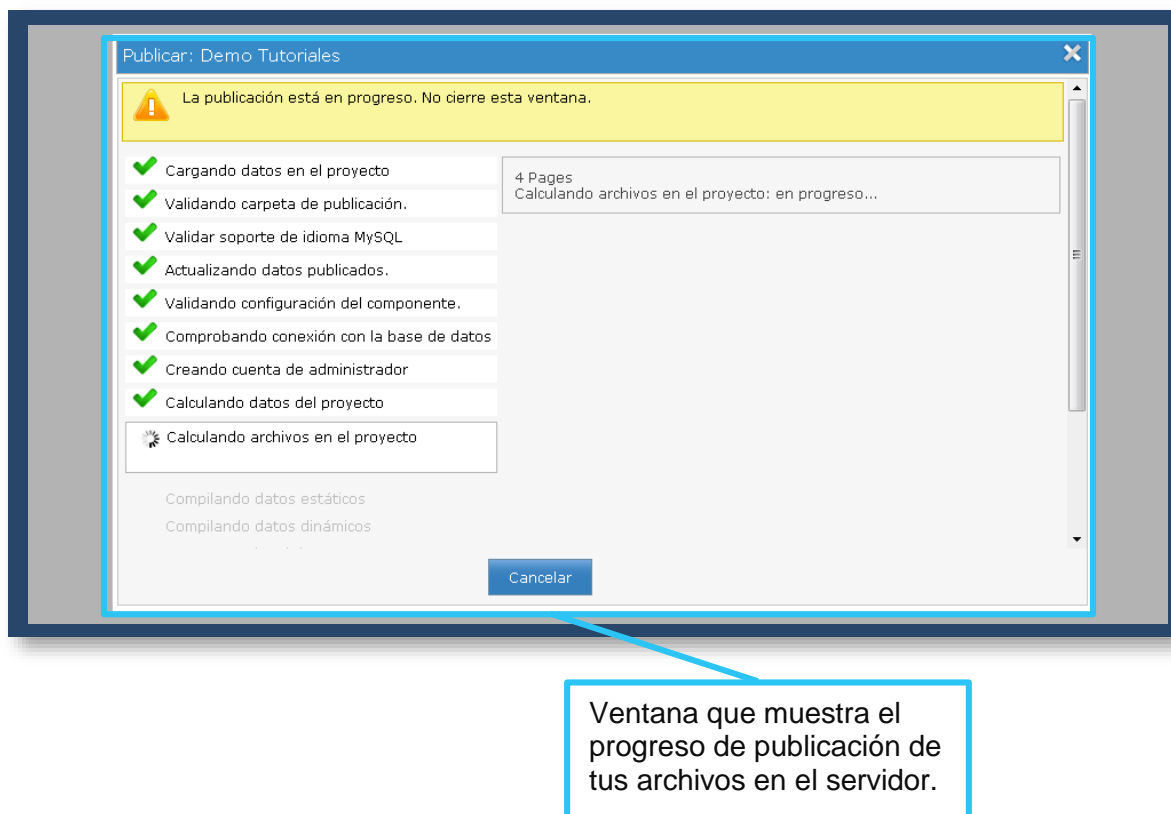 Publicar: Demo Tutoriales
La publicación está en progreso. No cierre esta ventana.
Cargando datos en el proyecto
Validando carpeta de publicación.
Validar soporte de idioma MySQL
Actualizando datos publicados.
Validando configuración del componente.
Comprobando conexión con la base de datos
Creando cuenta de administrador
Calculando datos del proyecto
Calculando archivos en el proyecto
Compilando datos estáticos
Compilando datos dinámicos
4 Pages
Calculando archivos en el proyecto: en progreso...
Cancelar
Ventana que muestra el
progreso de publicación de
tus archivos en el servidor.